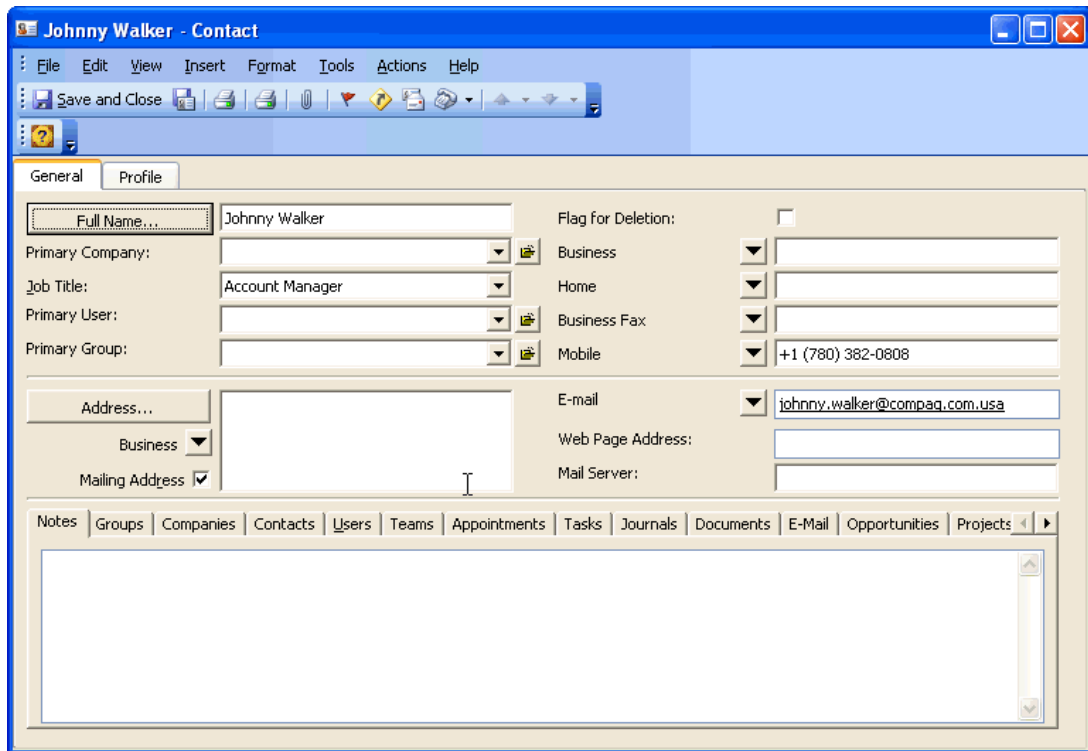 Johnny Walker - Contact
File Edit View Insert Format Tools Actions Help
Save and Close
General Profile
Full Name... Johnny Walker Flag for Deletion:
Primary Company: Business
Job Title: Account Manager Home
Primary User: Business Fax
Primary Group: Mobile +1 (780) 382-0808
Address... E-mail johnny.walker@compaq.com.usa
Business Web Page Address:
Mailing Address Mail Server:
Notes Groups Companies Contacts Users Teams Appointments Tasks Journals Documents E-Mail Opportunities Projects